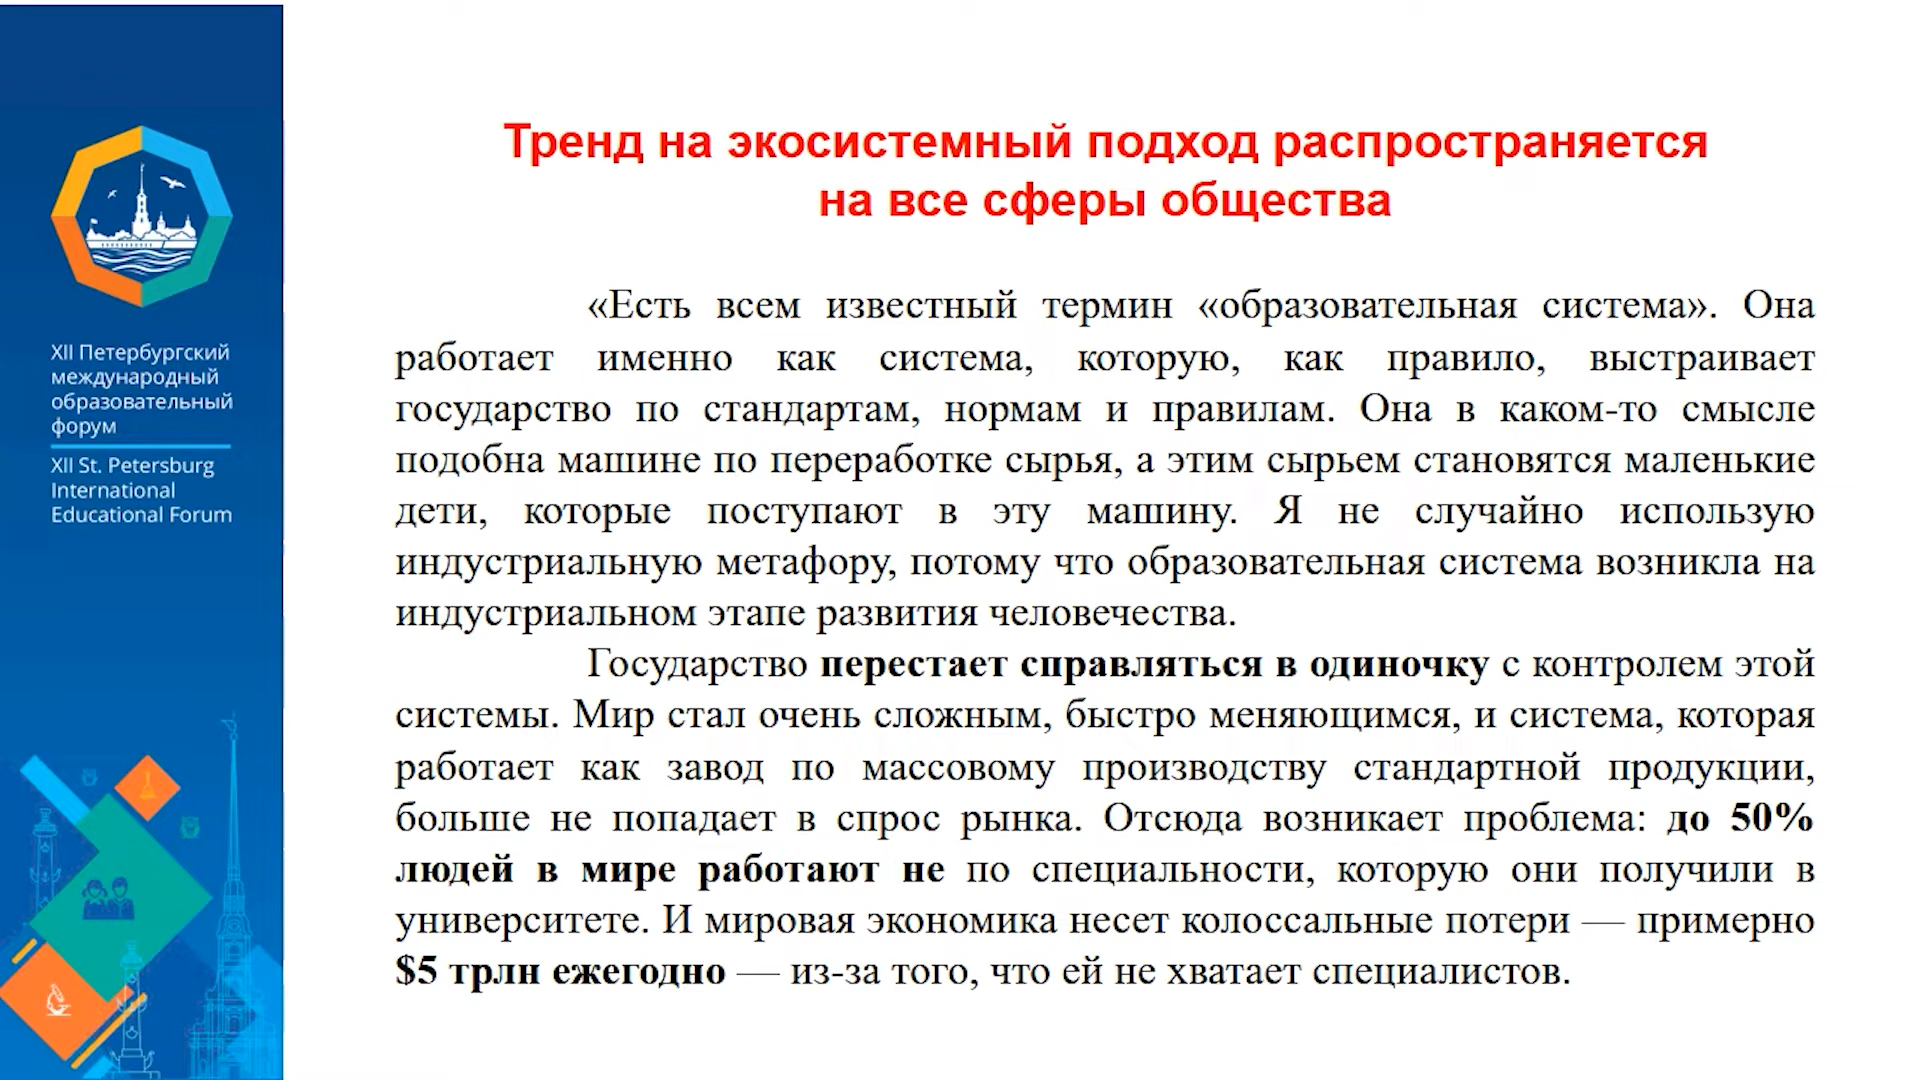 XII Петербургский
международный
образовательный
форум
XII St. Petersburg
International
Educational Forum
Тренд на экосистемный подход распространяется
на все сферы общества
«Есть всем известный термин «образовательная система». Она
работает именно как система, которую, как правило, выстраивает
государство по стандартам, нормам и правилам. Она в каком-то смысле
подобна машине по переработке сырья, а этим сырьем становятся маленькие
дети, которые поступают в эту машину. Я не случайно использую
индустриальную метафору, потому что образовательная система возникла на
индустриальном этапе развития человечества.
Государство перестает справляться в одиночку с контролем этой
системы. Мир стал очень сложным, быстро меняющимся, и система, которая
работает как завод по массовому производству стандартной продукции,
больше не попадает в спрос рынка. Отсюда возникает проблема: до 50%
людей в мире работают не по специальности, которую они получили в
университете. И мировая экономика несет колоссальные потери — примерно
$5 трлн ежегодно — из-за того, что ей не хватает специалистов.